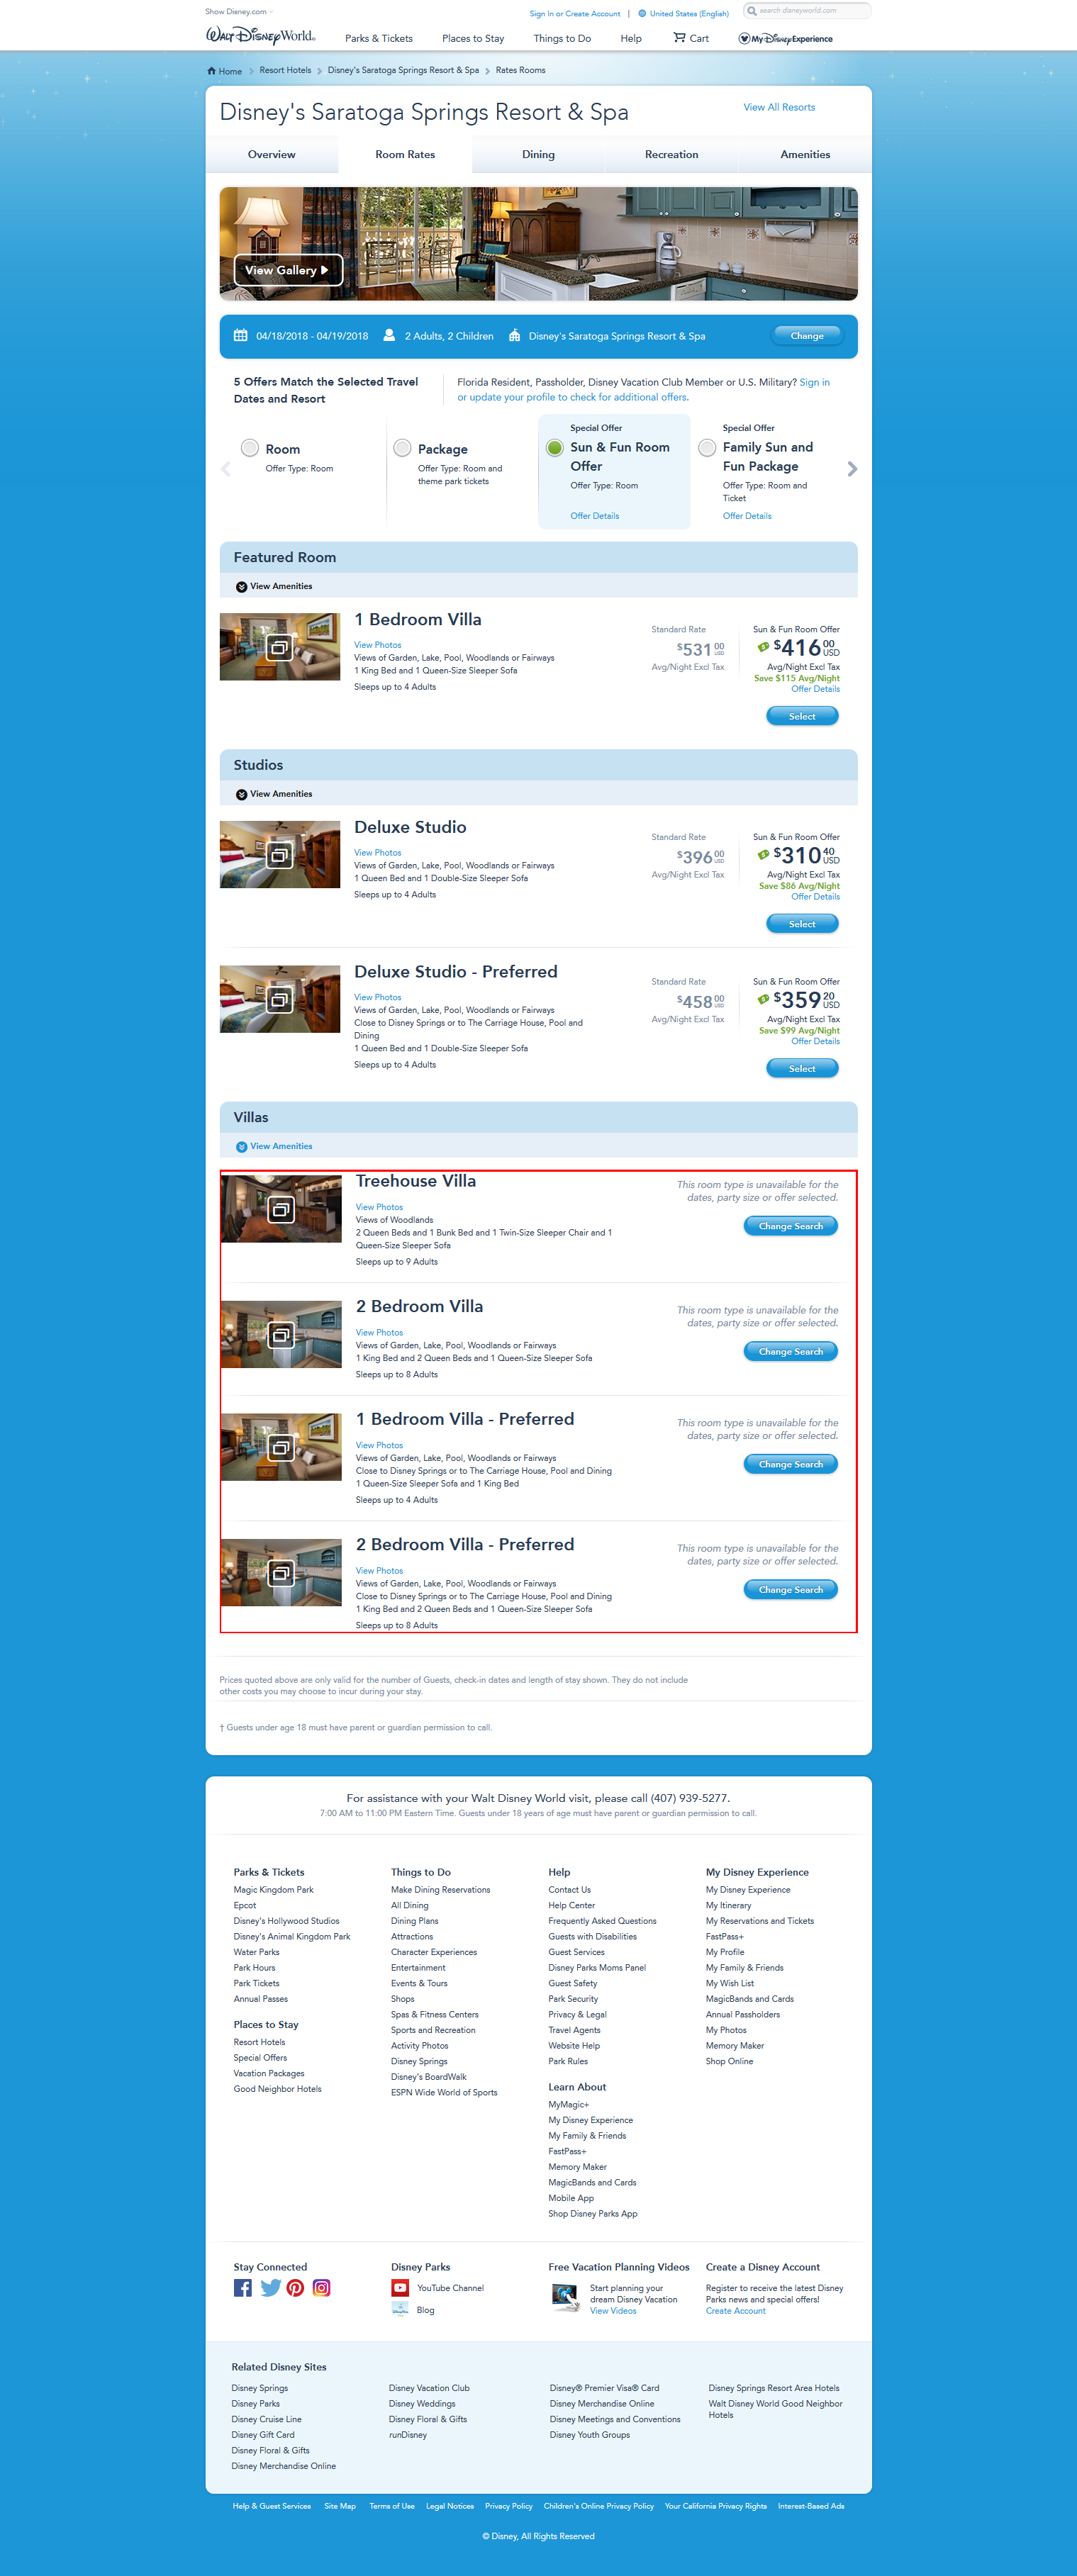 Show Disney.com
Sign In or Create Account | United States (English)
search disneyworld.com
Walt Disney World
Parks & Tickets
Places to Stay
Things to Do
Help
Cart
My Disney Experience
Home
Resort Hotels
Disney's Saratoga Springs Resort & Spa
Rates Rooms
Disney's Saratoga Springs Resort & Spa
View All Resorts
Overview
Room Rates
Dining
Recreation
Amenities
View Gallery
04/18/2018 - 04/19/2018
2 Adults, 2 Children
Disney's Saratoga Springs Resort & Spa
Change
5 Offers Match the Selected Travel
Dates and Resort
Florida Resident, Passholder, Disney Vacation Club Member or U.S. Military? Sign in
or update your profile to check for additional offers.
Room
Offer Type: Room
Package
Offer Type: Room and
theme park tickets
Special Offer
Sun & Fun Room
Offer
Offer Type: Room
Offer Details
Special Offer
Family Sun and
Fun Package
Offer Type: Room and
Ticket
Offer Details
Featured Room
View Amenities
1 Bedroom Villa
View Photos
Views of Garden, Lake, Pool, Woodlands or Fairways
1 King Bed and 1 Queen-Size Sleeper Sofa
Sleeps up to 4 Adults
Standard Rate
$531 00 USD
Avg/Night Excl Tax
Sun & Fun Room Offer
$416 00 USD
Avg/Night Excl Tax
Save $115 Avg/Night
Offer Details
Select
Studios
View Amenities
Deluxe Studio
View Photos
Views of Garden, Lake, Pool, Woodlands or Fairways
1 Queen Bed and 1 Double-Size Sleeper Sofa
Sleeps up to 4 Adults
Standard Rate
$396 00 USD
Avg/Night Excl Tax
Sun & Fun Room Offer
$310 40 USD
Avg/Night Excl Tax
Save $86 Avg/Night
Offer Details
Select
Deluxe Studio - Preferred
View Photos
Views of Garden, Lake, Pool, Woodlands or Fairways
Close to Disney Springs or to The Carriage House, Pool and
Dining
1 Queen Bed and 1 Double-Size Sleeper Sofa
Sleeps up to 4 Adults
Standard Rate
$458 00 USD
Avg/Night Excl Tax
Sun & Fun Room Offer
$359 20 USD
Avg/Night Excl Tax
Save $99 Avg/Night
Offer Details
Select
Villas
View Amenities
Treehouse Villa
View Photos
Views of Woodlands
2 Queen Beds and 1 Bunk Bed and 1 Twin-Size Sleeper Chair and 1
Queen-Size Sleeper Sofa
Sleeps up to 9 Adults
This room type is unavailable for the
dates, party size or offer selected.
Change Search
2 Bedroom Villa
View Photos
Views of Garden, Lake, Pool, Woodlands or Fairways
1 King Bed and 2 Queen Beds and 1 Queen-Size Sleeper Sofa
Sleeps up to 8 Adults
This room type is unavailable for the
dates, party size or offer selected.
Change Search
1 Bedroom Villa - Preferred
View Photos
Views of Garden, Lake, Pool, Woodlands or Fairways
Close to Disney Springs or to The Carriage House, Pool and Dining
1 Queen-Size Sleeper Sofa and 1 King Bed
Sleeps up to 4 Adults
This room type is unavailable for the
dates, party size or offer selected.
Change Search
2 Bedroom Villa - Preferred
View Photos
Views of Garden, Lake, Pool, Woodlands or Fairways
Close to Disney Springs or to The Carriage House, Pool and Dining
1 King Bed and 2 Queen Beds and 1 Queen-Size Sleeper Sofa
Sleeps up to 8 Adults
This room type is unavailable for the
dates, party size or offer selected.
Change Search
Prices quoted above are only valid for the number of Guests, check-in dates and length of stay shown. They do not include
other costs you may choose to incur during your stay.
† Guests under age 18 must have parent or guardian permission to call.
For assistance with your Walt Disney World visit, please call (407) 939-5277.
7:00 AM to 11:00 PM Eastern Time. Guests under 18 years of age must have parent or guardian permission to call.
Parks & Tickets
Magic Kingdom Park
Epcot
Disney's Hollywood Studios
Disney's Animal Kingdom Park
Water Parks
Park Hours
Park Tickets
Annual Passes
Places to Stay
Resort Hotels
Special Offers
Vacation Packages
Good Neighbor Hotels
Things to Do
Make Dining Reservations
All Dining
Dining Plans
Attractions
Character Experiences
Entertainment
Events & Tours
Shops
Spas & Fitness Centers
Sports and Recreation
Activity Photos
Disney Springs
Disney's BoardWalk
ESPN Wide World of Sports
Help
Contact Us
Help Center
Frequently Asked Questions
Guests with Disabilities
Guest Services
Disney Parks Moms Panel
Guest Safety
Park Security
Privacy & Legal
Travel Agents
Website Help
Park Rules
Learn About
MyMagic+
My Disney Experience
My Family & Friends
FastPass+
Memory Maker
MagicBands and Cards
Mobile App
Shop Disney Parks App
My Disney Experience
My Disney Experience
My Itinerary
My Reservations and Tickets
FastPass+
My Profile
My Family & Friends
My Wish List
MagicBands and Cards
Annual Passholders
My Photos
Memory Maker
Shop Online
Stay Connected
Disney Parks
YouTube Channel
Blog
Free Vacation Planning Videos
Start planning your
dream Disney Vacation
View Videos
Create a Disney Account
Register to receive the latest Disney
Parks news and special offers!
Create Account
Related Disney Sites
Disney Springs
Disney Parks
Disney Cruise Line
Disney Gift Card
Disney Floral & Gifts
Disney Merchandise Online
Disney Vacation Club
Disney Weddings
Disney Floral & Gifts
runDisney
Disney® Premier Visa® Card
Disney Merchandise Online
Disney Meetings and Conventions
Disney Youth Groups
Disney Springs Resort Area Hotels
Walt Disney World Good Neighbor
Hotels
Help & Guest Services
Site Map
Terms of Use
Legal Notices
Privacy Policy
Children's Online Privacy Policy
Your California Privacy Rights
Interest-Based Ads
© Disney, All Rights Reserved